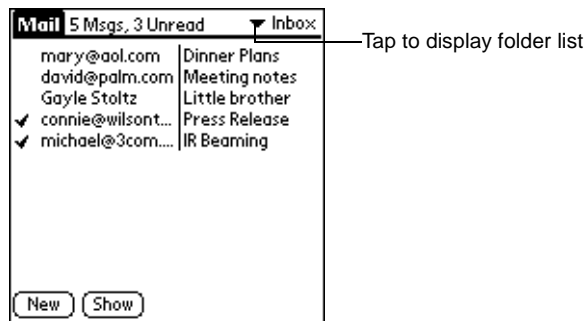 Mail 5 Msgs, 3 Unread Inbox
Tap to display folder list
mary@aol.com Dinner Plans
david@palm.com Meeting notes
Gayle Stoltz Little brother
connie@wilsont... Press Release
michael@3com.... IR Beaming
New Show